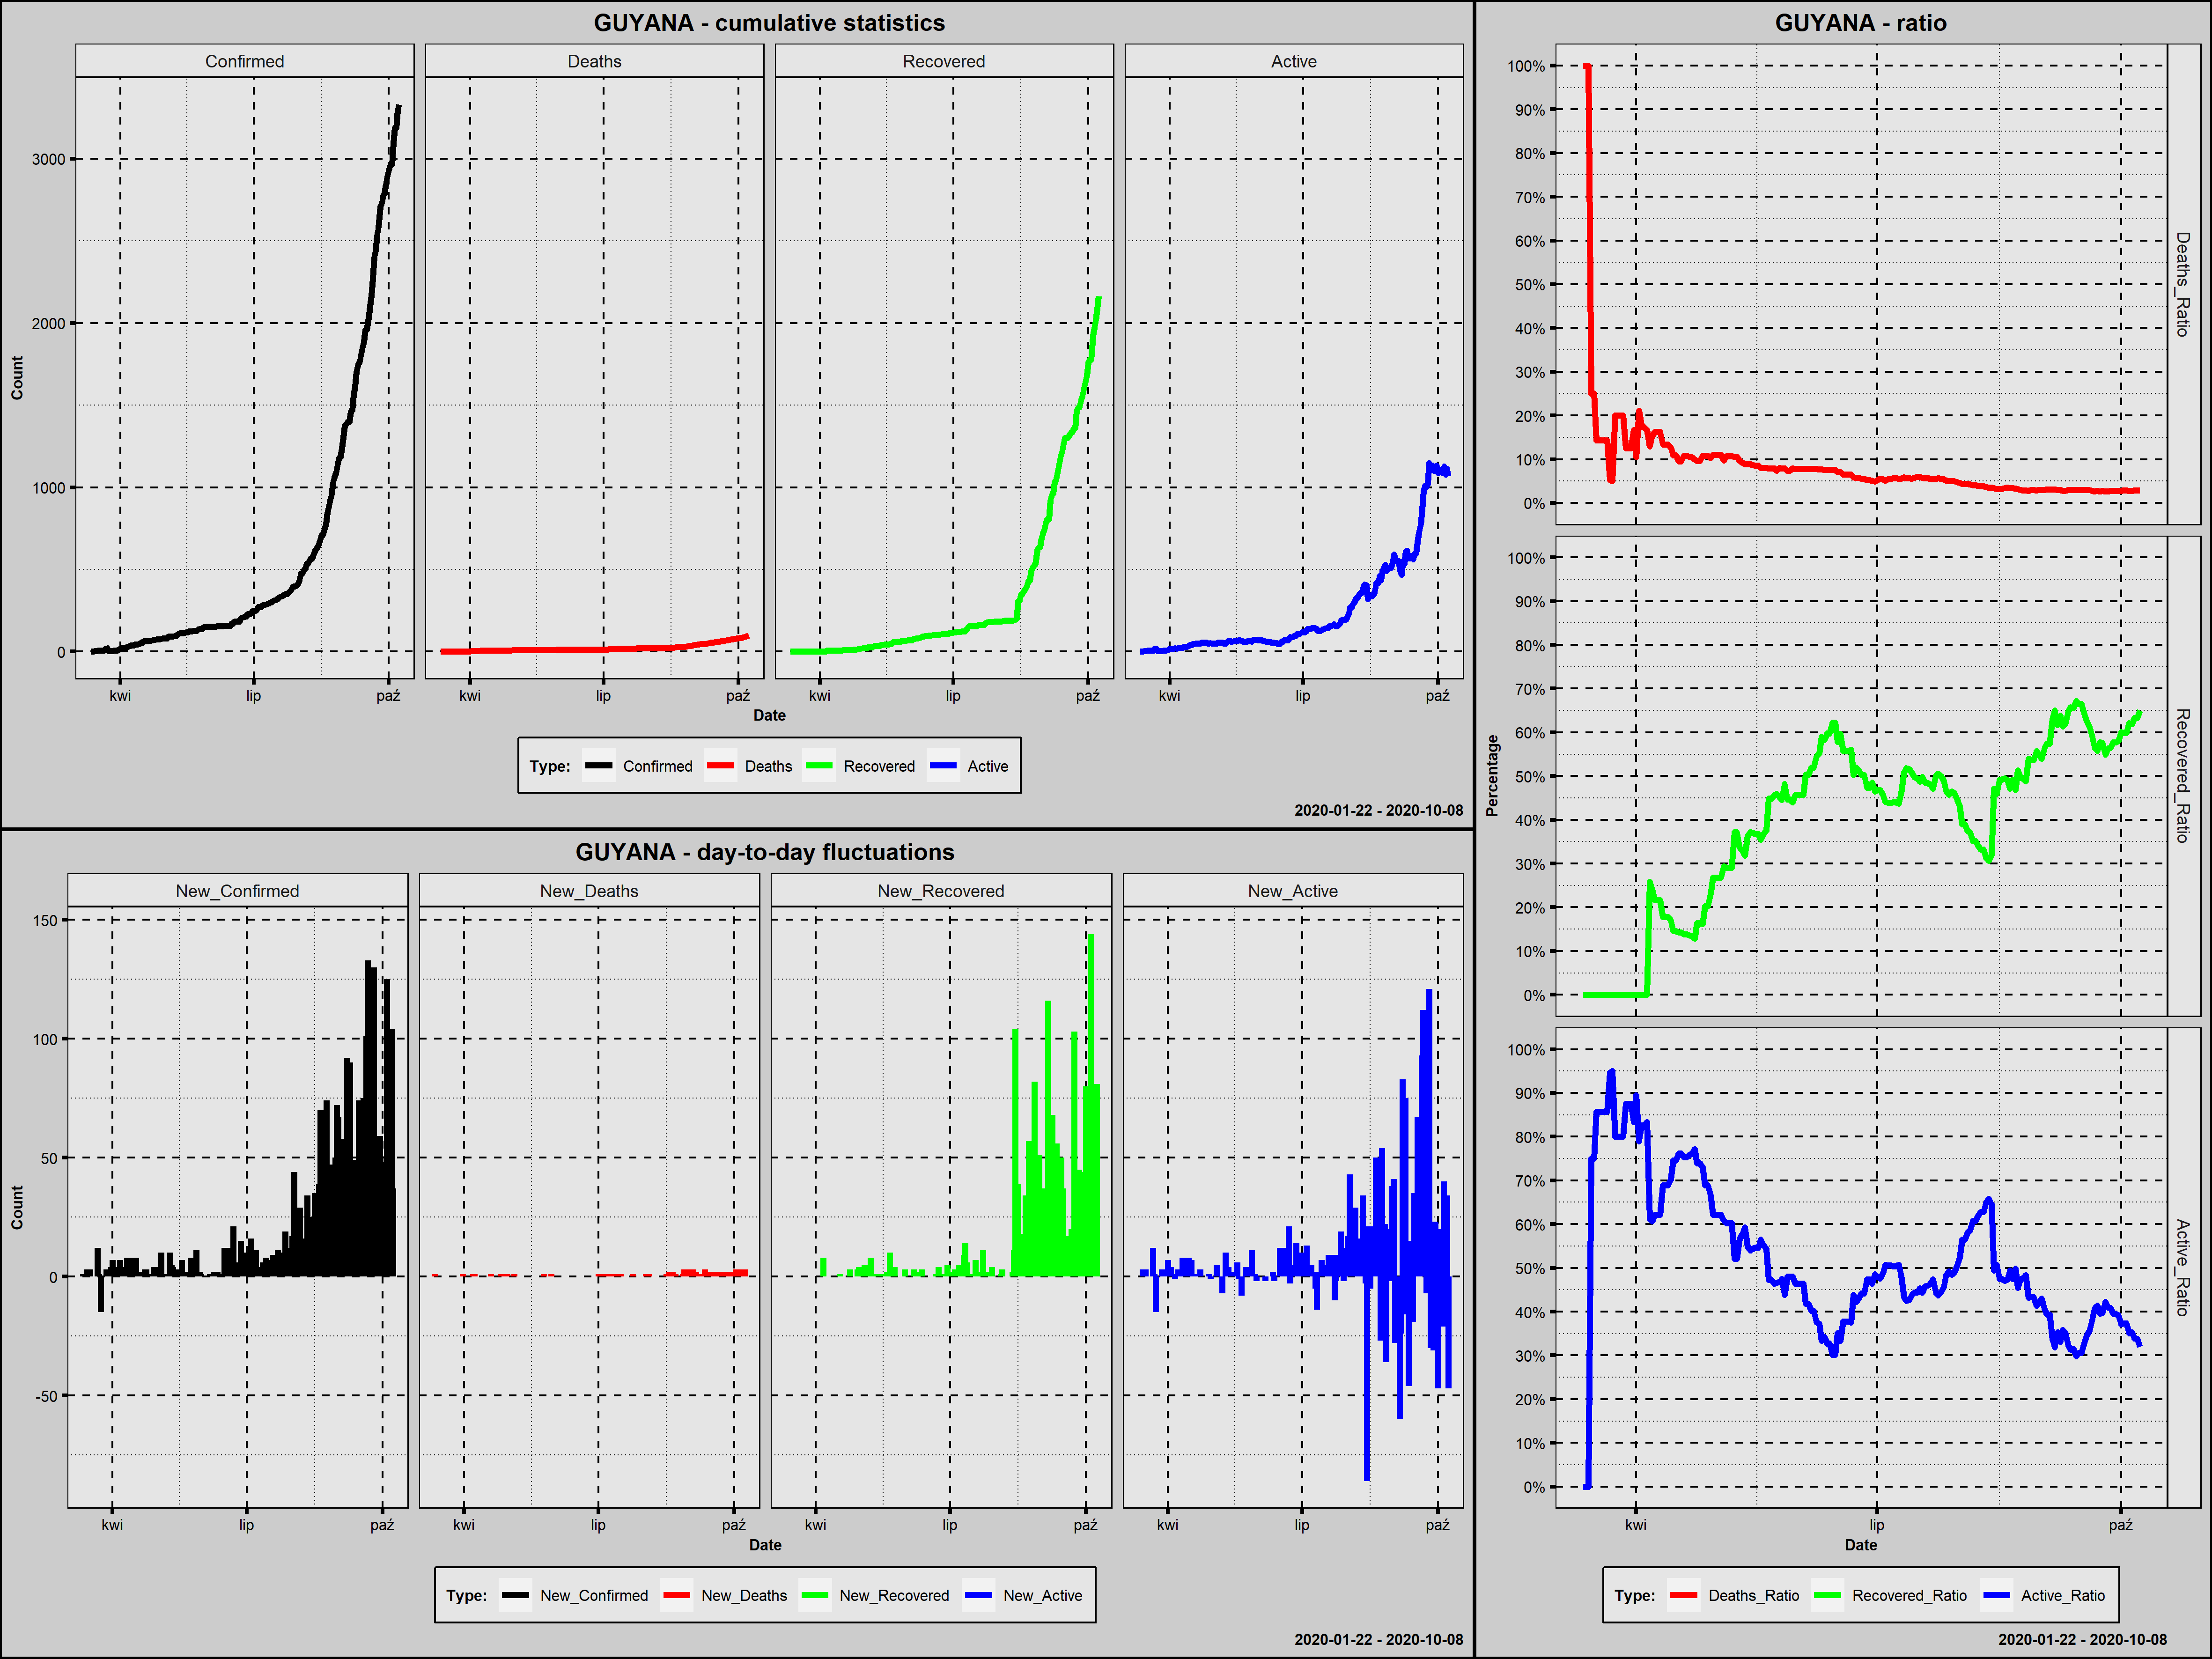 GUYANA - cumulative statistics
Confirmed Deaths Recovered Active
Count
3000
2000
1000
0
kwi lip paź kwi lip paź kwi lip paź kwi lip paź
Date
Type: Confirmed Deaths Recovered Active
2020-01-22 - 2020-10-08
GUYANA - day-to-day fluctuations
New_Confirmed New_Deaths New_Recovered New_Active
Count
150
100
50
0
-50
kwi lip paź kwi lip paź kwi lip paź kwi lip paź
Date
Type: New_Confirmed New_Deaths New_Recovered New_Active
2020-01-22 - 2020-10-08
GUYANA - ratio
Percentage
100%
90%
80%
70%
60%
50%
40%
30%
20%
10%
0%
Deaths_Ratio
100%
90%
80%
70%
60%
50%
40%
30%
20%
10%
0%
Recovered_Ratio
100%
90%
80%
70%
60%
50%
40%
30%
20%
10%
0%
Active_Ratio
kwi lip paź
Date
Type: Deaths_Ratio Recovered_Ratio Active_Ratio
2020-01-22 - 2020-10-08